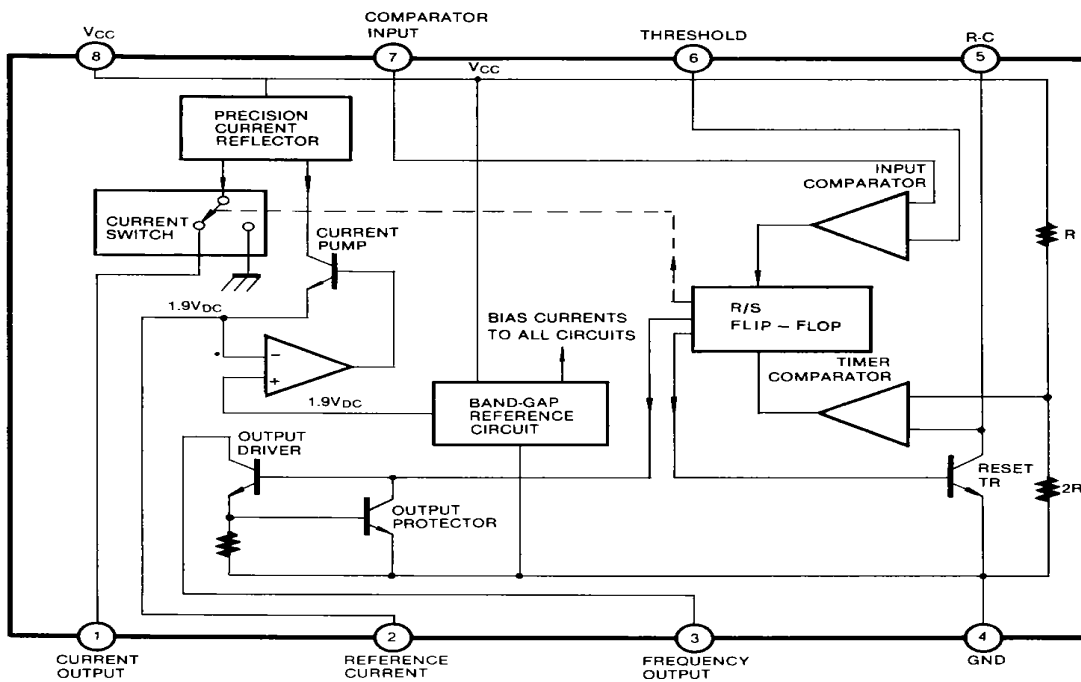 VCC
COMPARATOR
INPUT
THRESHOLD
R-C
8
7
6
5
VCC
PRECISION
CURRENT
REFLECTOR
INPUT
COMPARATOR
CURRENT
SWITCH
CURRENT
PUMP
R
1.9VDC
BIAS CURRENTS
TO ALL CIRCUITS
R/S
FLIP – FLOP
TIMER
COMPARATOR
–
+
1.9VDC
BAND-GAP
REFERENCE
CIRCUIT
OUTPUT
DRIVER
RESET
TR
2R
OUTPUT
PROTECTOR
1
2
3
4
CURRENT
OUTPUT
REFERENCE
CURRENT
FREQUENCY
OUTPUT
GND